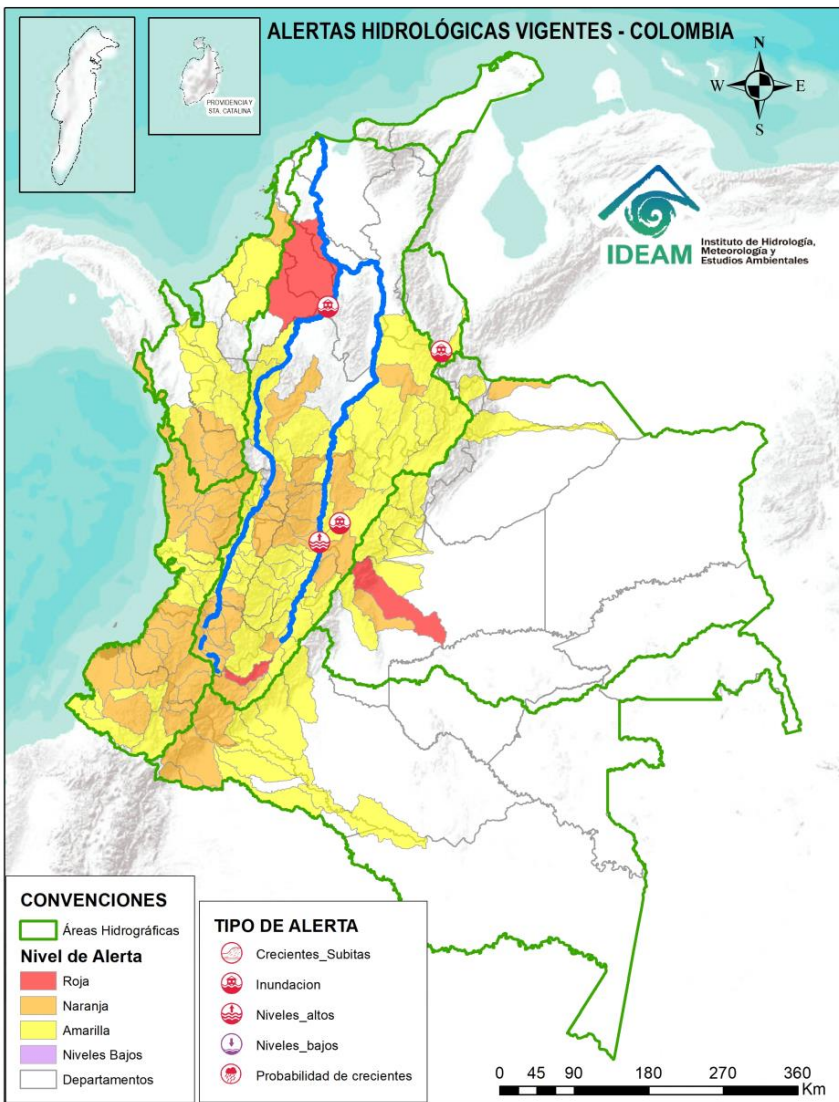 ALERTAS HIDROLÓGICAS VIGENTES - COLOMBIA
PROVIDENCIA Y
STA. CATALINA
N
W
E
S
IDEAM
Instituto de Hidrología,
Meteorología y
Estudios Ambientales
CONVENCIONES
Áreas Hidrográficas
Nivel de Alerta
Roja
Naranja
Amarilla
Niveles Bajos
Departamentos
TIPO DE ALERTA
Crecientes_Subitas
Inundacion
Niveles_altos
Niveles_bajos
Probabilidad de crecientes
0 45 90 180 270 360
Km